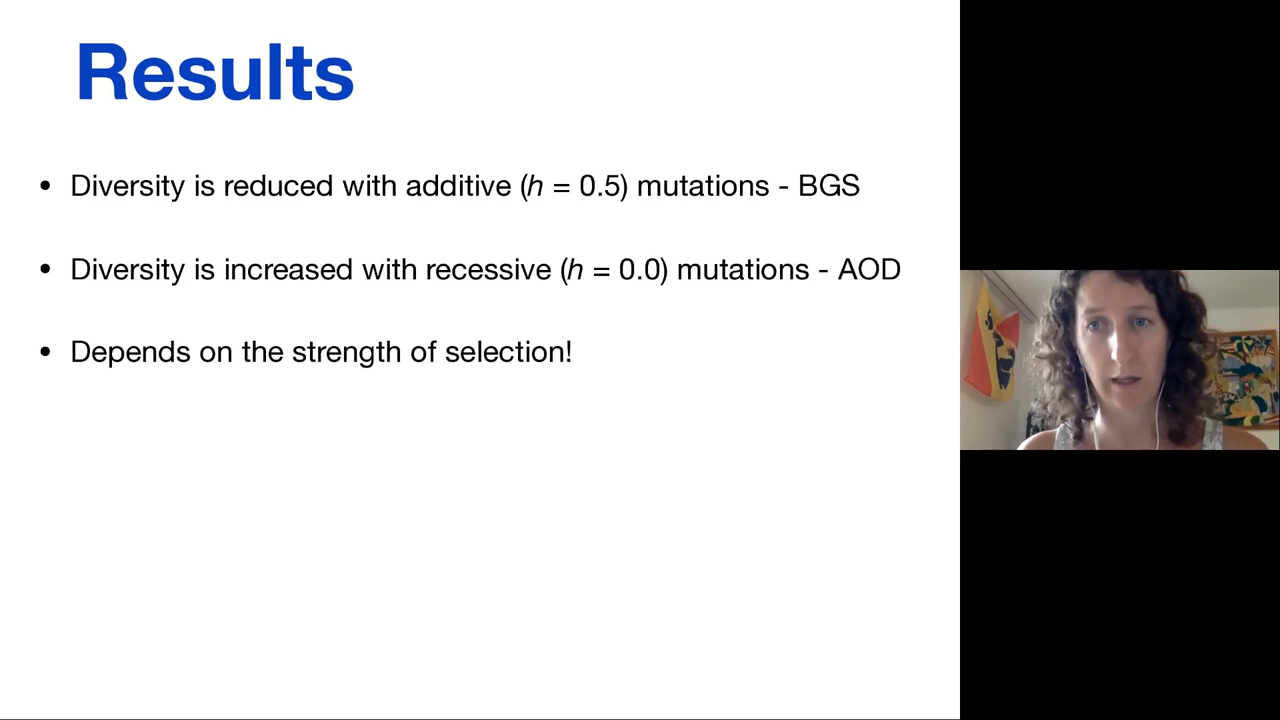 Results
• Diversity is reduced with additive (h = 0.5) mutations - BGS
• Diversity is increased with recessive (h = 0.0) mutations - AOD
• Depends on the strength of selection!